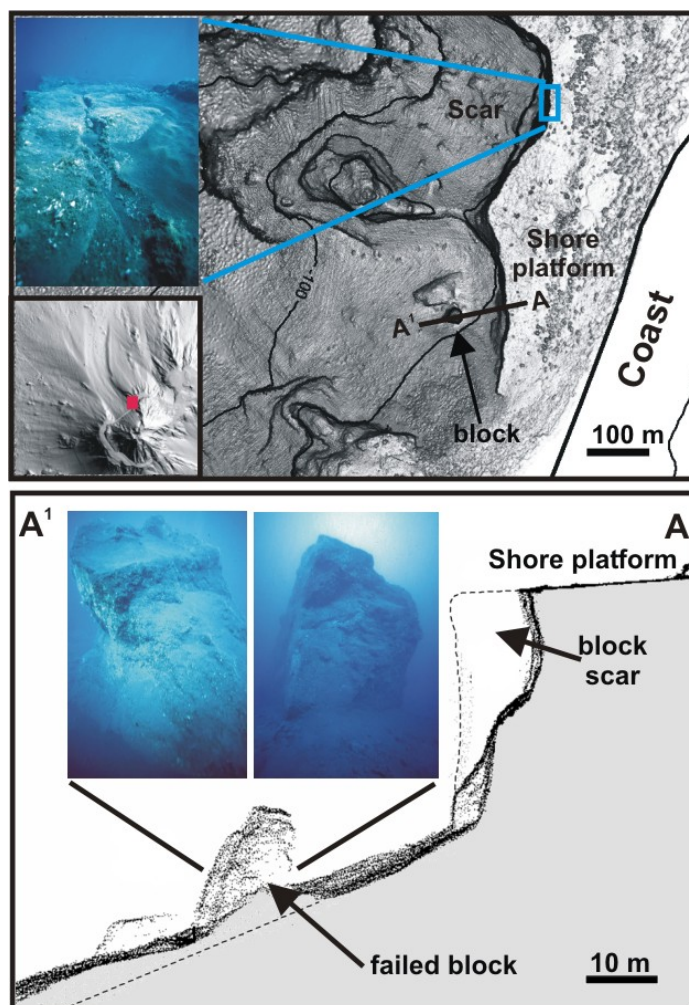 Scar
Shore
platform
-100
A
A¹
block
Coast
100 m
A¹
A
Shore platform
block
scar
failed block
10 m